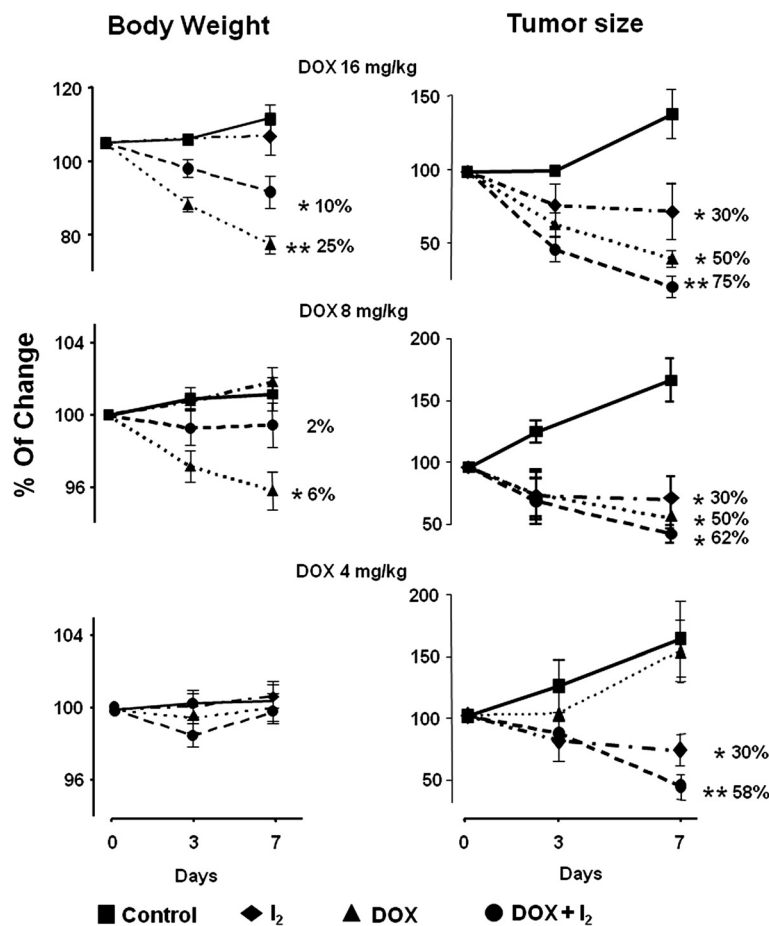 Body Weight
Tumor size
DOX 16 mg/kg
120
100
80
* 10%
** 25%
150
100
50
* 30%
* 50%
** 75%
DOX 8 mg/kg
% Of Change
104
100
96
2%
* 6%
200
150
100
50
* 30%
* 50%
* 62%
DOX 4 mg/kg
104
100
96
0 3 7
Days
200
150
100
50
* 30%
** 58%
0 3 7
Days
Control I₂ DOX DOX + I₂